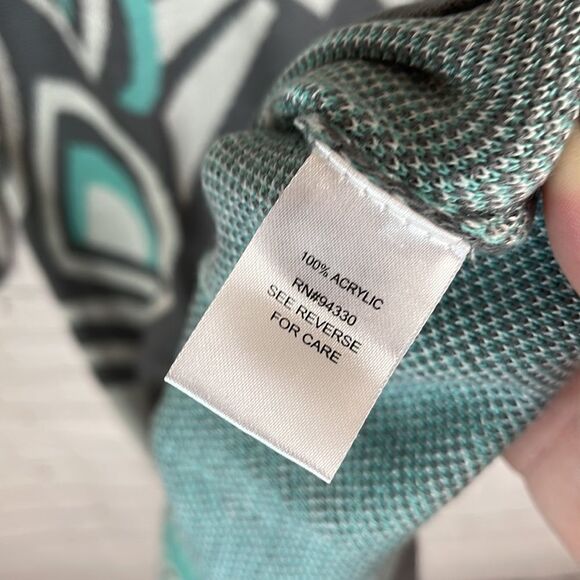 100% ACRYLIC
RN#94330
SEE REVERSE
FOR CARE